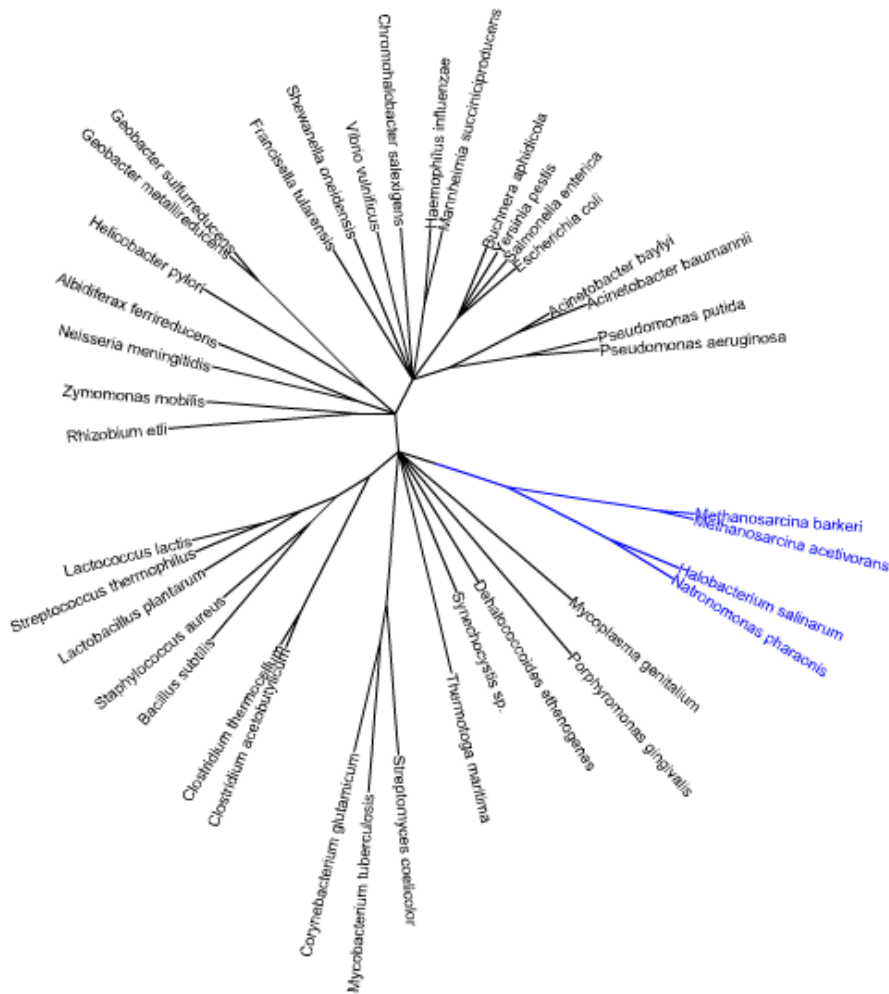 Chromohalobacter salexigens
Haemophilus influenzae
Mannheimia succiniciproducens
Buchnera aphidicola
Yersinia pestis
Salmonella enterica
Escherichia coli
Acinetobacter baylyi
Acinetobacter baumannii
Pseudomonas putida
Pseudomonas aeruginosa
Methanosarcina barkeri
Methanosarcina acetivorans
Halobacterium salinarum
Natronomonas pharaonis
Mycoplasma genitalium
Porphyromonas gingivalis
Dehalococcoides ethenogenes
Synechocystis sp.
Thermotoga maritima
Streptomyces coelicolor
Mycobacterium tuberculosis
Corynebacterium glutamicum
Clostridium acetobutylicum
Clostridium thermocellum
Bacillus subtilis
Staphylococcus aureus
Lactobacillus plantarum
Streptococcus thermophilus
Lactococcus lactis
Rhizobium etli
Zymomonas mobilis
Neisseria meningitidis
Albidiferax ferrireducens
Helicobacter pylori
Geobacter metallireducens
Geobacter sulfurreducens
Francisella tularensis
Shewanella oneidensis
Vibrio vulnificus